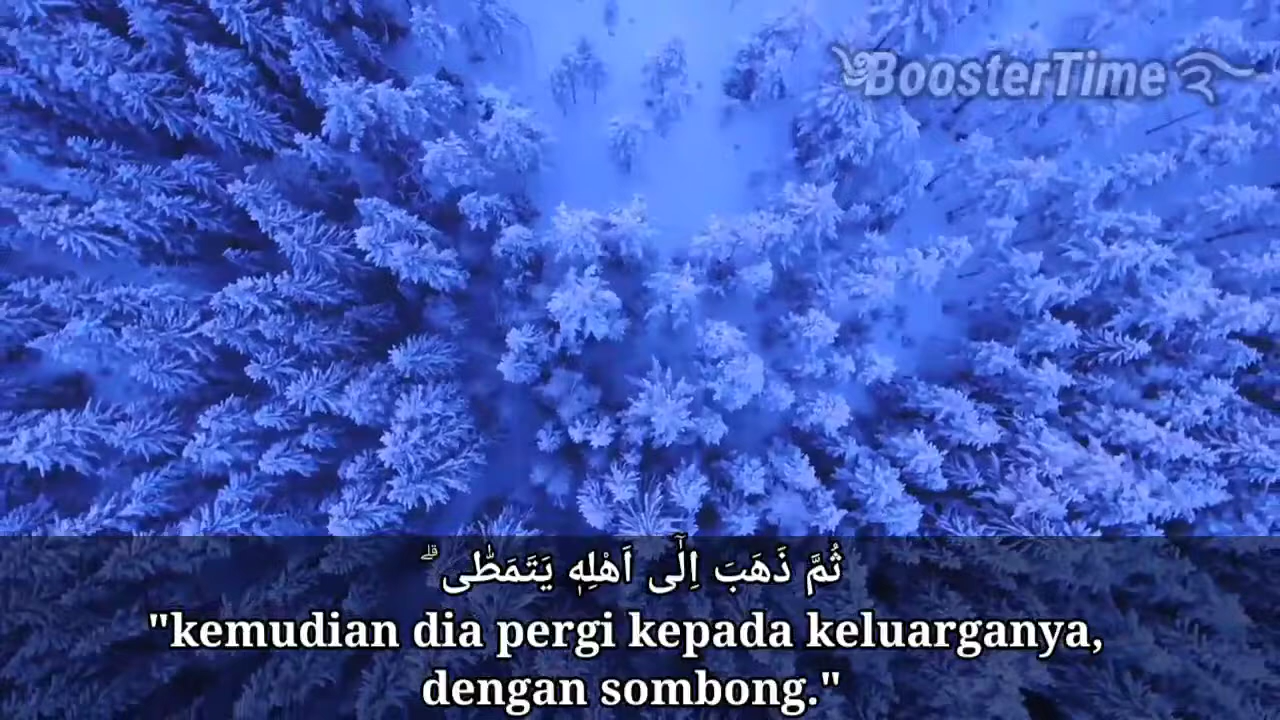 BoosterTime
ثُمَّ ذَهَبَ اِلٰٓى اَهْلِهٖ يَتَمَطّٰىۗ
"kemudian dia pergi kepada keluarganya,
dengan sombong."